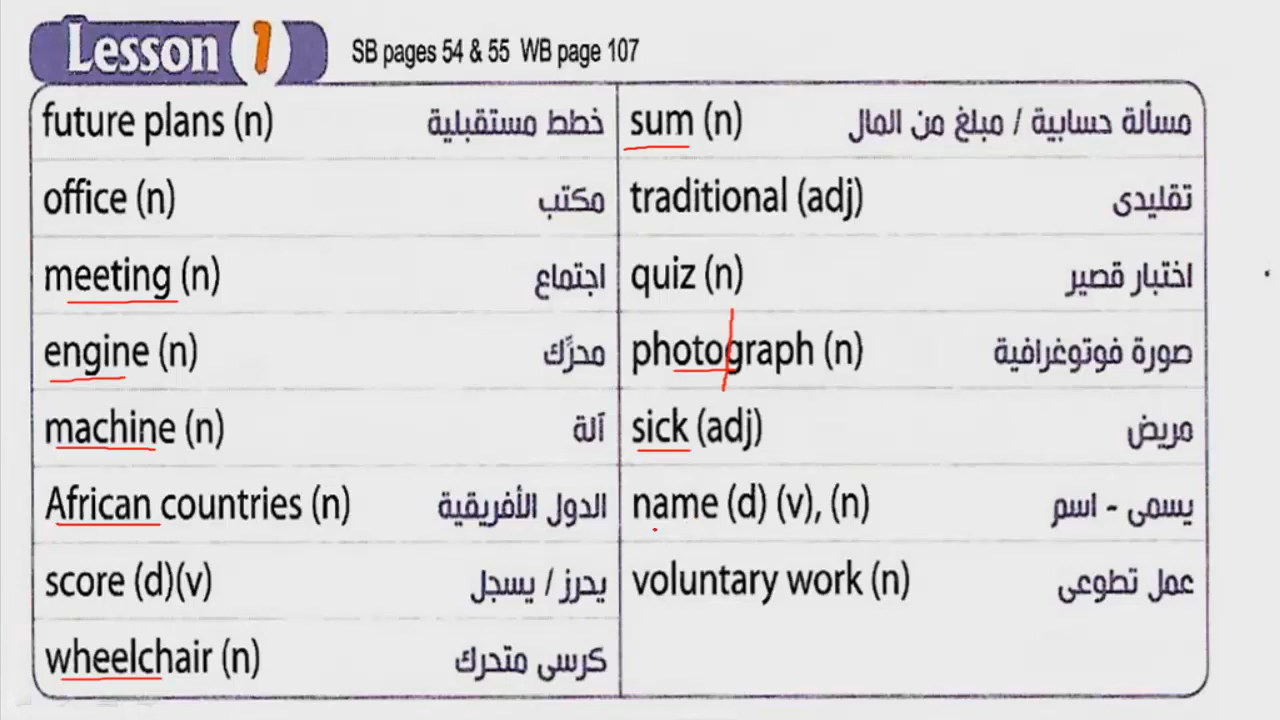 Lesson (1) SB pages 54 & 55 WB page 107
future plans (n) خطط مستقبلية
office (n) مكتب
meeting (n) اجتماع
engine (n) محرِّك
machine (n) آلة
African countries (n) الدول الأفريقية
score (d)(v) يحرز / يسجل
wheelchair (n) كرسى متحرك
sum (n) مسألة حسابية / مبلغ من المال
traditional (adj) تقليدى
quiz (n) اختبار قصير
photograph (n) صورة فوتوغرافية
sick (adj) مريض
name (d) (v), (n) يسمى - اسم
voluntary work (n) عمل تطوعى